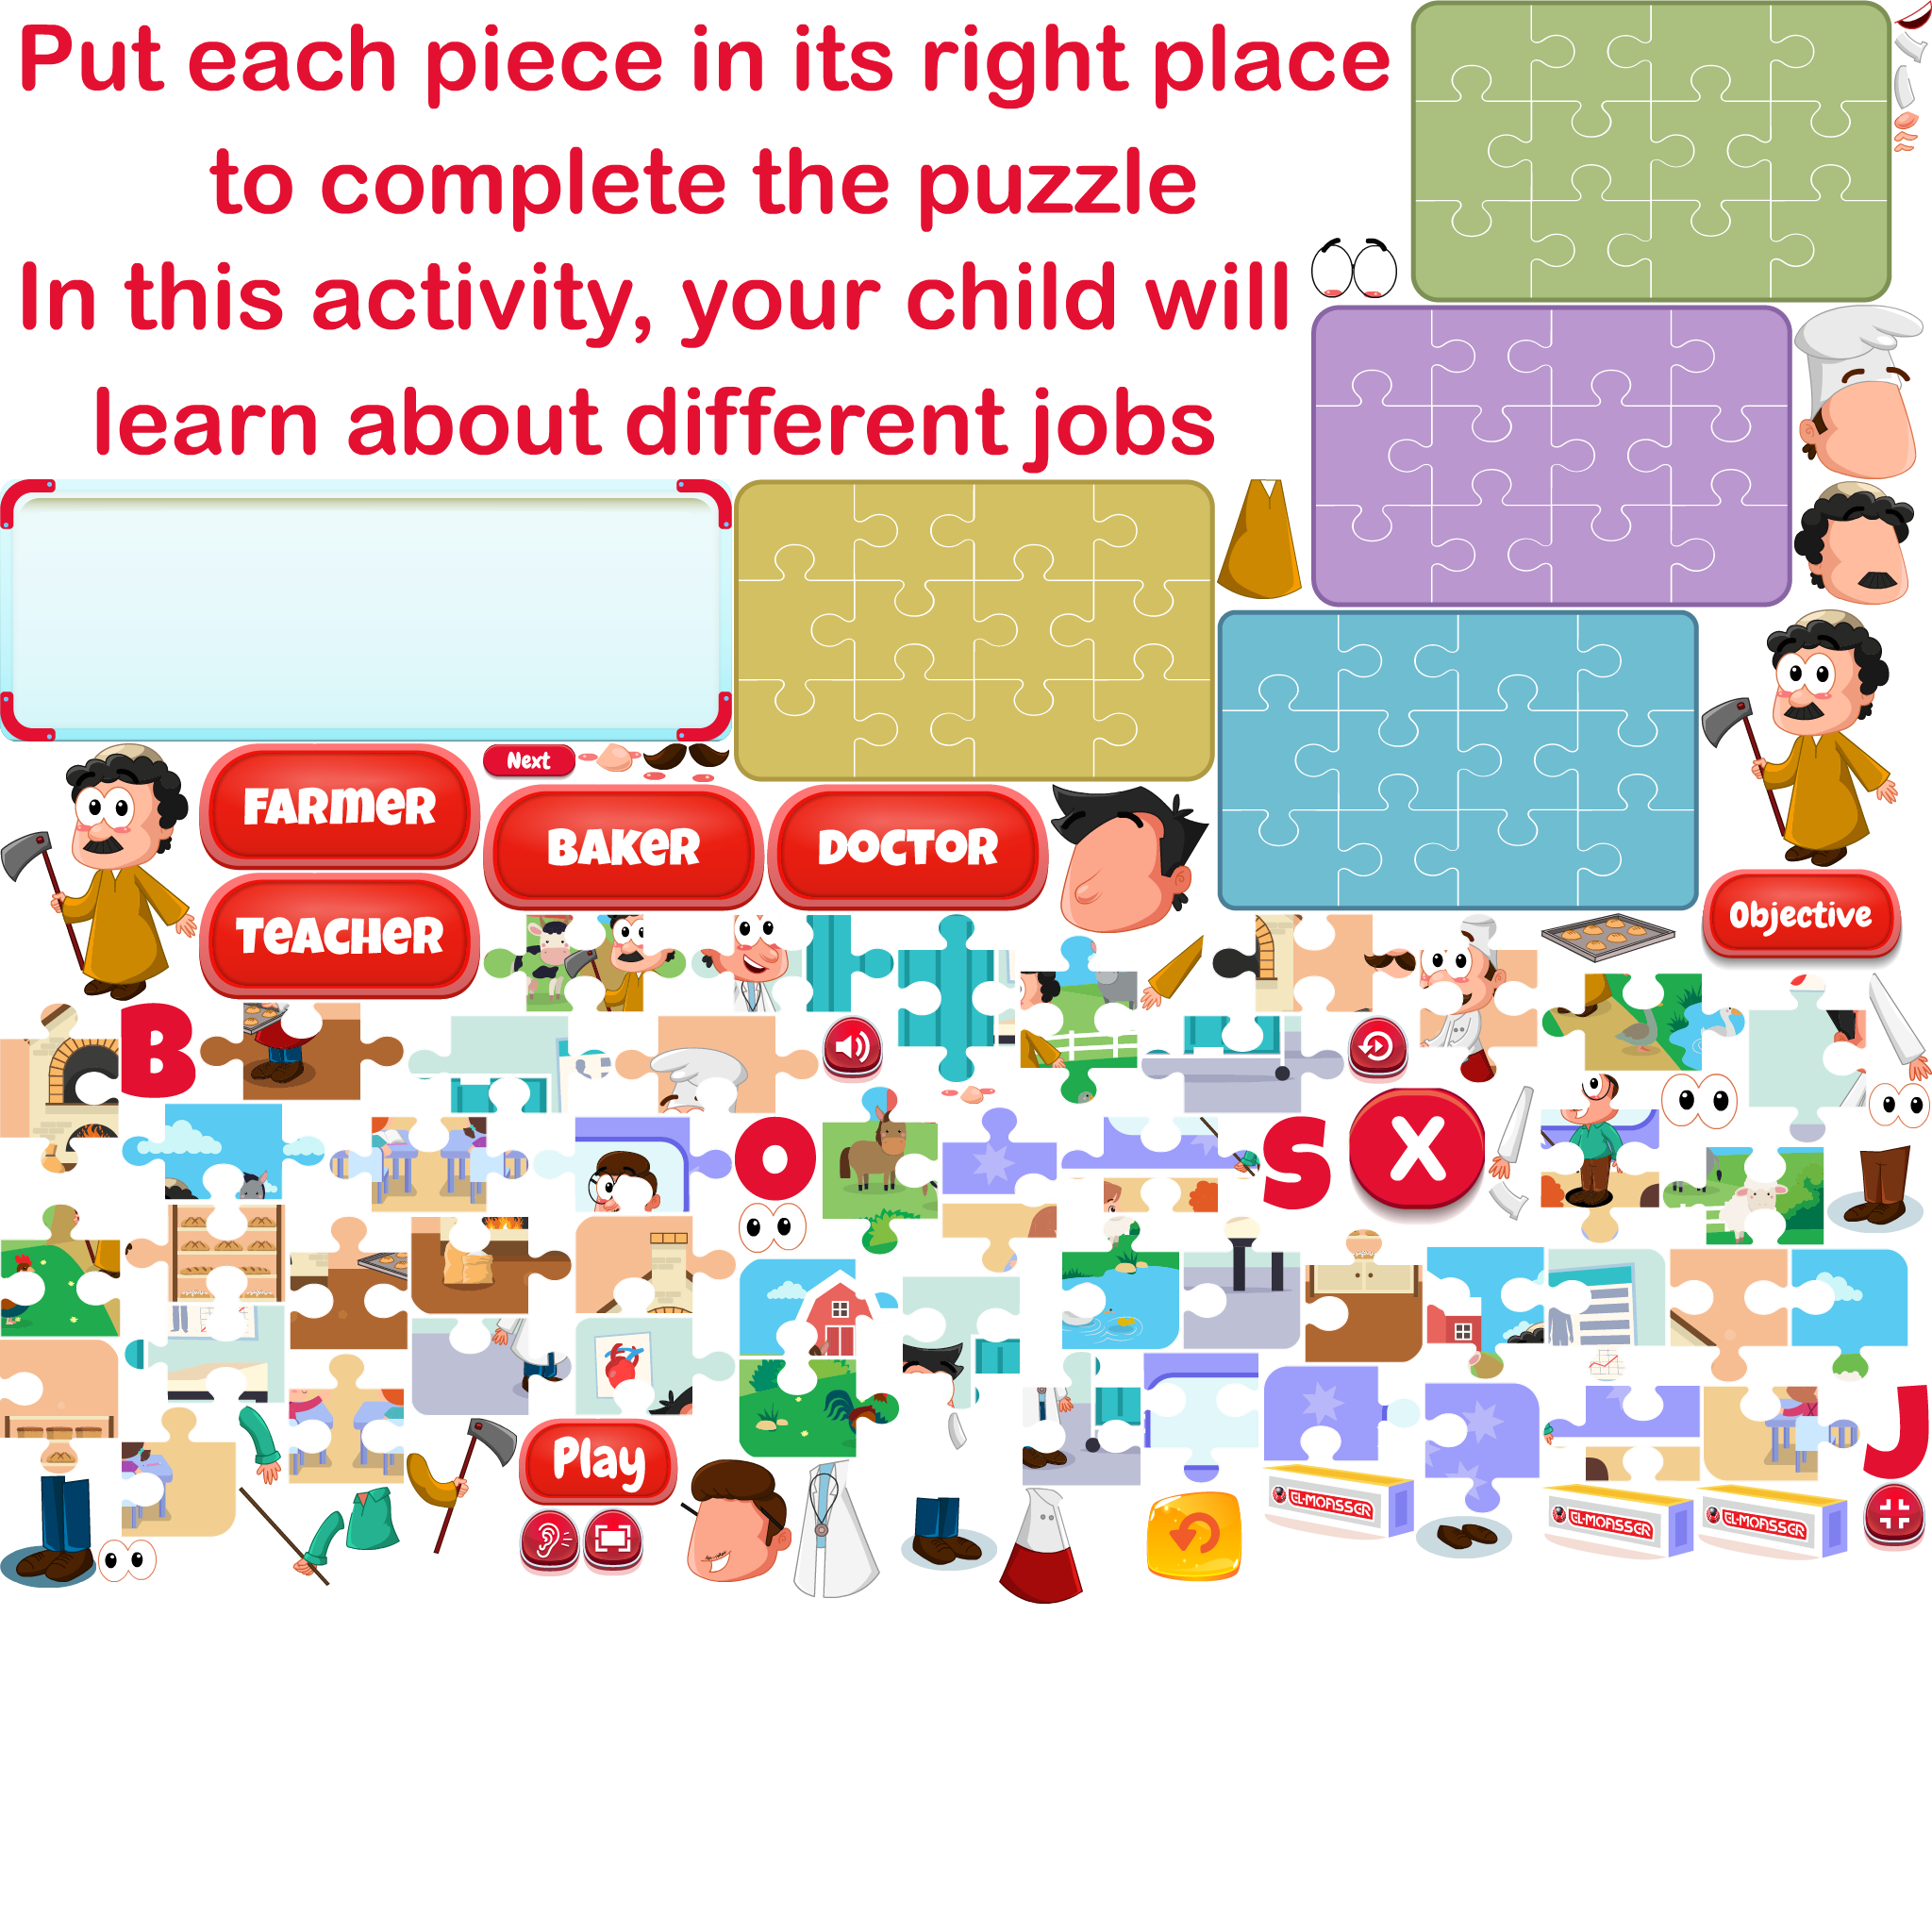 Put each piece in its right place
to complete the puzzle
In this activity, your child will
learn about different jobs
Next
FARMER
BAKER
DOCTOR
TEACHER
Objective
B
O
S
X
J
Play
EL-MOASSER
EL-MOASSER
EL-MOASSER